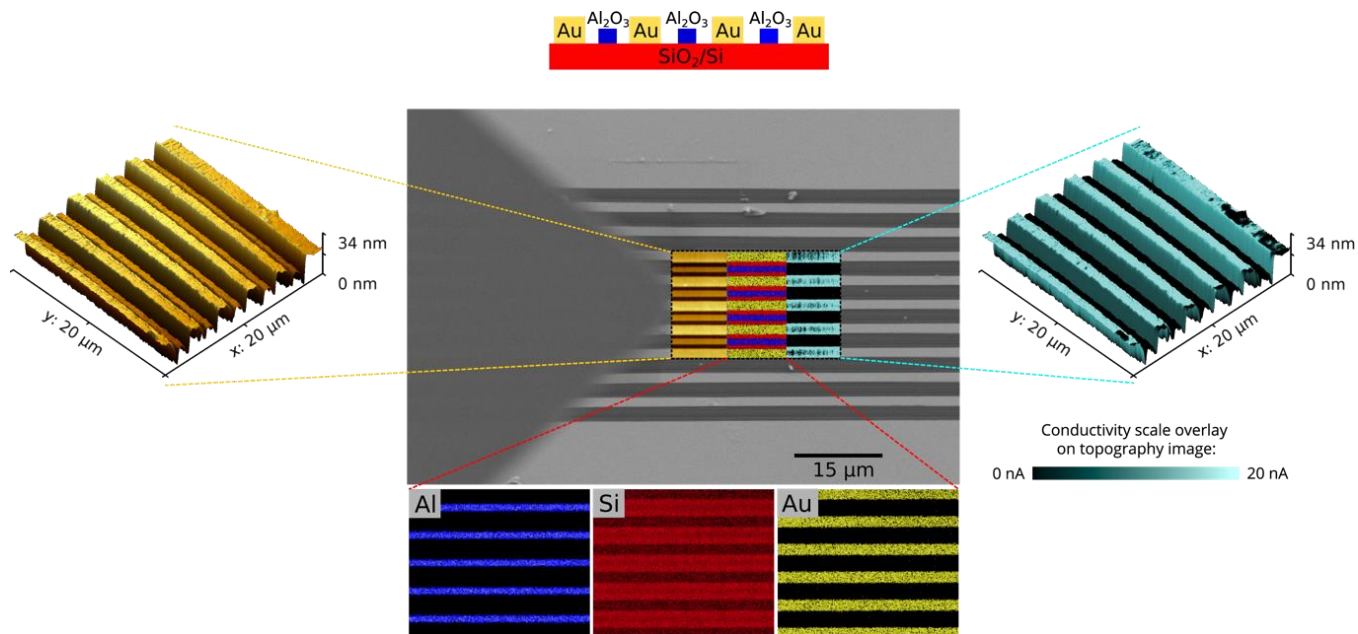 Al₂O₃ Al₂O₃ Al₂O₃
Au Au Au Au
SiO₂/Si
34 nm
0 nm
y: 20 μm
x: 20 μm
34 nm
0 nm
y: 20 μm
x: 20 μm
15 μm
Conductivity scale overlay
on topography image:
0 nA 20 nA
Al Si Au